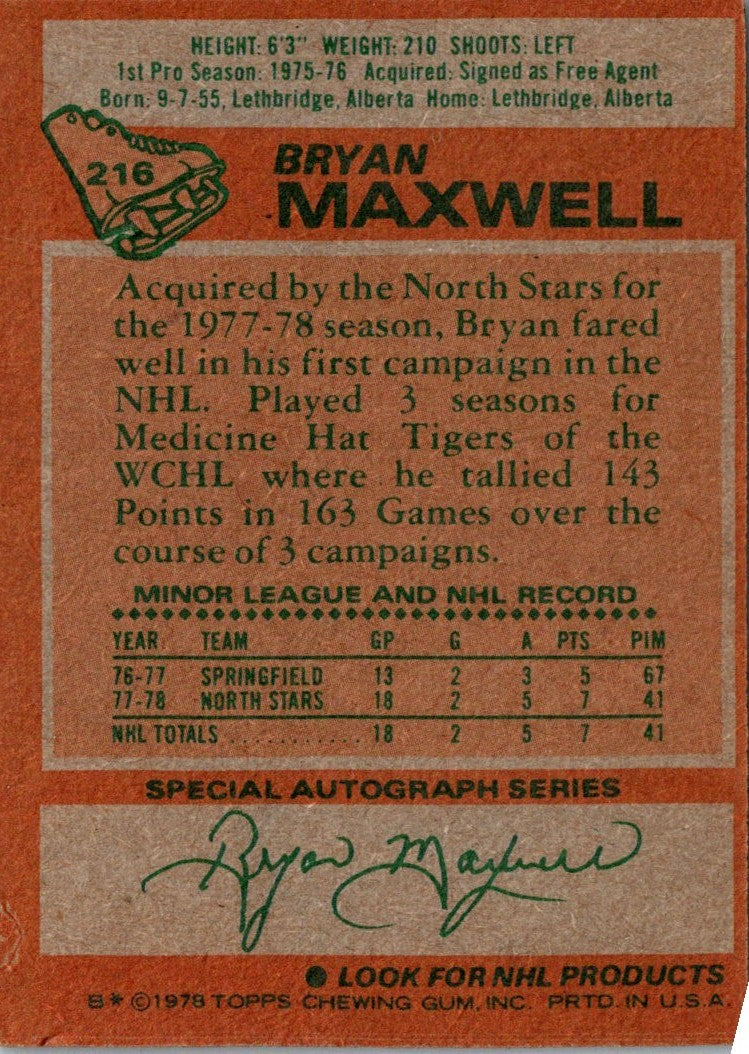 HEIGHT: 6'3" WEIGHT: 210 SHOOTS: LEFT
1st Pro Season: 1975-76 Acquired: Signed as Free Agent
Born: 9-7-55, Lethbridge, Alberta Home: Lethbridge, Alberta
216
BRYAN
MAXWELL
Acquired by the North Stars for
the 1977-78 season, Bryan fared
well in his first campaign in the
NHL. Played 3 seasons for
Medicine Hat Tigers of the
WCHL where he tallied 143
Points in 163 Games over the
course of 3 campaigns.
MINOR LEAGUE AND NHL RECORD
YEAR TEAM GP G A PTS PIM
76-77 SPRINGFIELD 13 2 3 5 67
77-78 NORTH STARS 18 2 5 7 41
NHL TOTALS ............ 18 2 5 7 41
SPECIAL AUTOGRAPH SERIES
Bryan Maxwell
● LOOK FOR NHL PRODUCTS
B* ©1978 TOPPS CHEWING GUM, INC. PRTD. IN U.S.A.